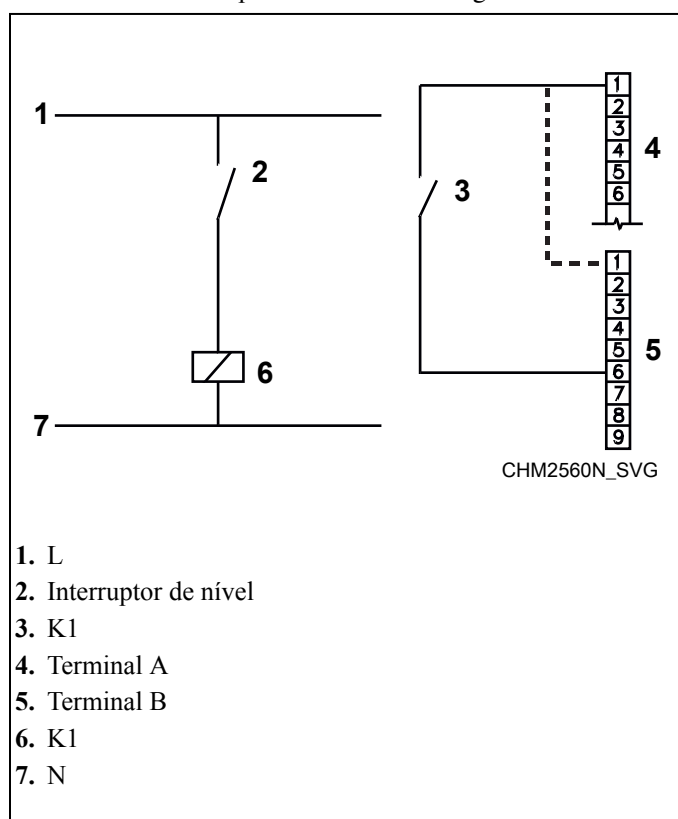 1
2
3
4
5
6
7
1
2
3
4
5
6
1
2
3
4
5
6
7
8
9
CHM2560N_SVG
1. L
2. Interruptor de nível
3. K1
4. Terminal A
5. Terminal B
6. K1
7. N